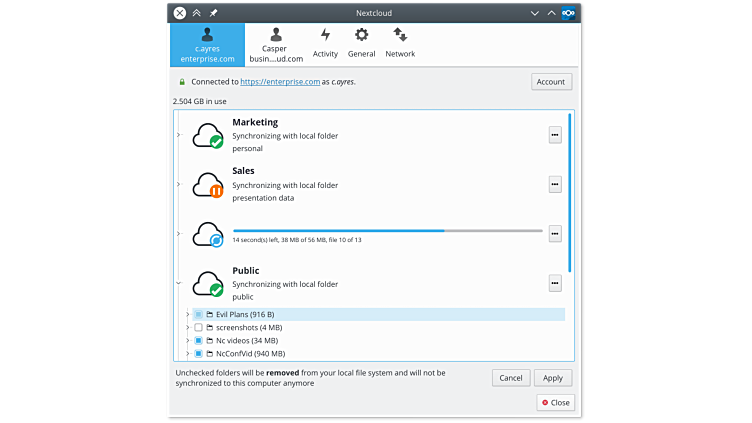 Nextcloud
c.ayres
enterprise.com
Casper
busin....ud.com
Activity
General
Network
Connected to https://enterprise.com as c.ayres.
Account
2.504 GB in use
Marketing
Synchronizing with local folder
personal
Sales
Synchronizing with local folder
presentation data
14 second(s) left, 38 MB of 56 MB, file 10 of 13
Public
Synchronizing with local folder
public
Evil Plans (916 B)
screenshots (4 MB)
Nc videos (34 MB)
NcConfVid (940 MB)
Unchecked folders will be removed from your local file system and will not be
synchronized to this computer anymore
Cancel
Apply
Close